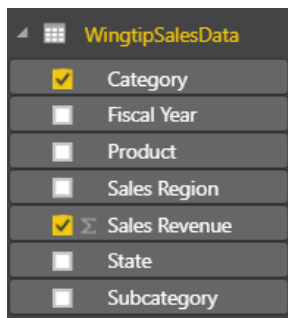 WingtipSalesData
Category
Fiscal Year
Product
Sales Region
Σ Sales Revenue
State
Subcategory